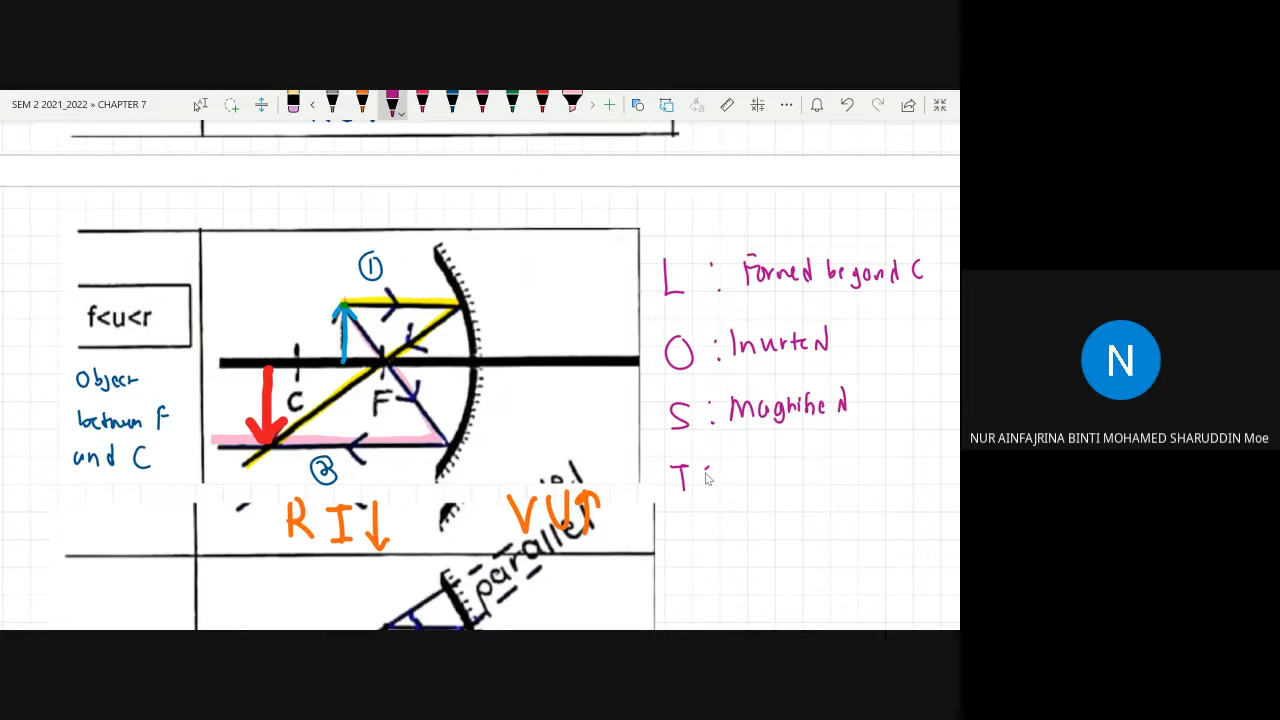 SEM 2 2021_2022 » CHAPTER 7
f<u<r
Object
between F
and C
①
C
F
②
L : Formed beyond C
O : Inverted
S : Magnified
T :
R I ↓
V U ↑
parallel
N
NUR AINFAJRINA BINTI MOHAMED SHARUDDIN Moe